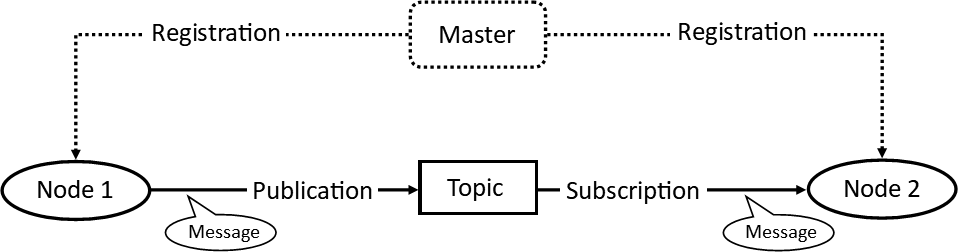 Registration
Master
Registration
Node 1
Publication
Topic
Subscription
Node 2
Message
Message